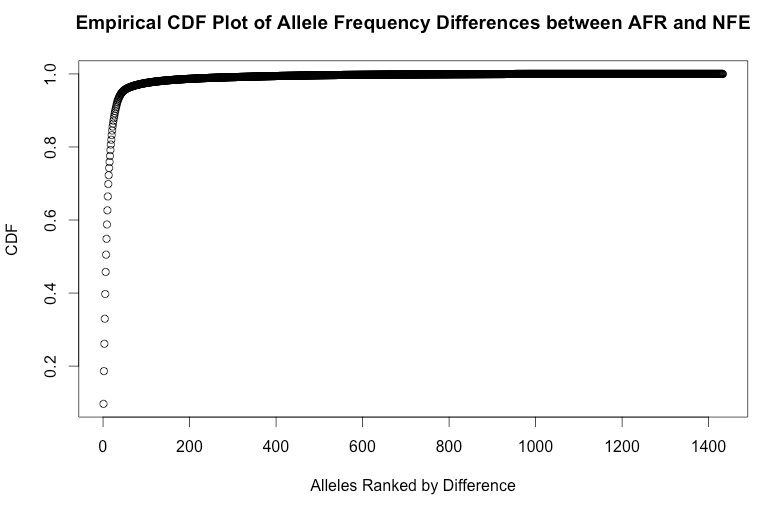 Empirical CDF Plot of Allele Frequency Differences between AFR and NFE
CDF
1.0
0.8
0.6
0.4
0.2
0 200 400 600 800 1000 1200 1400
Alleles Ranked by Difference